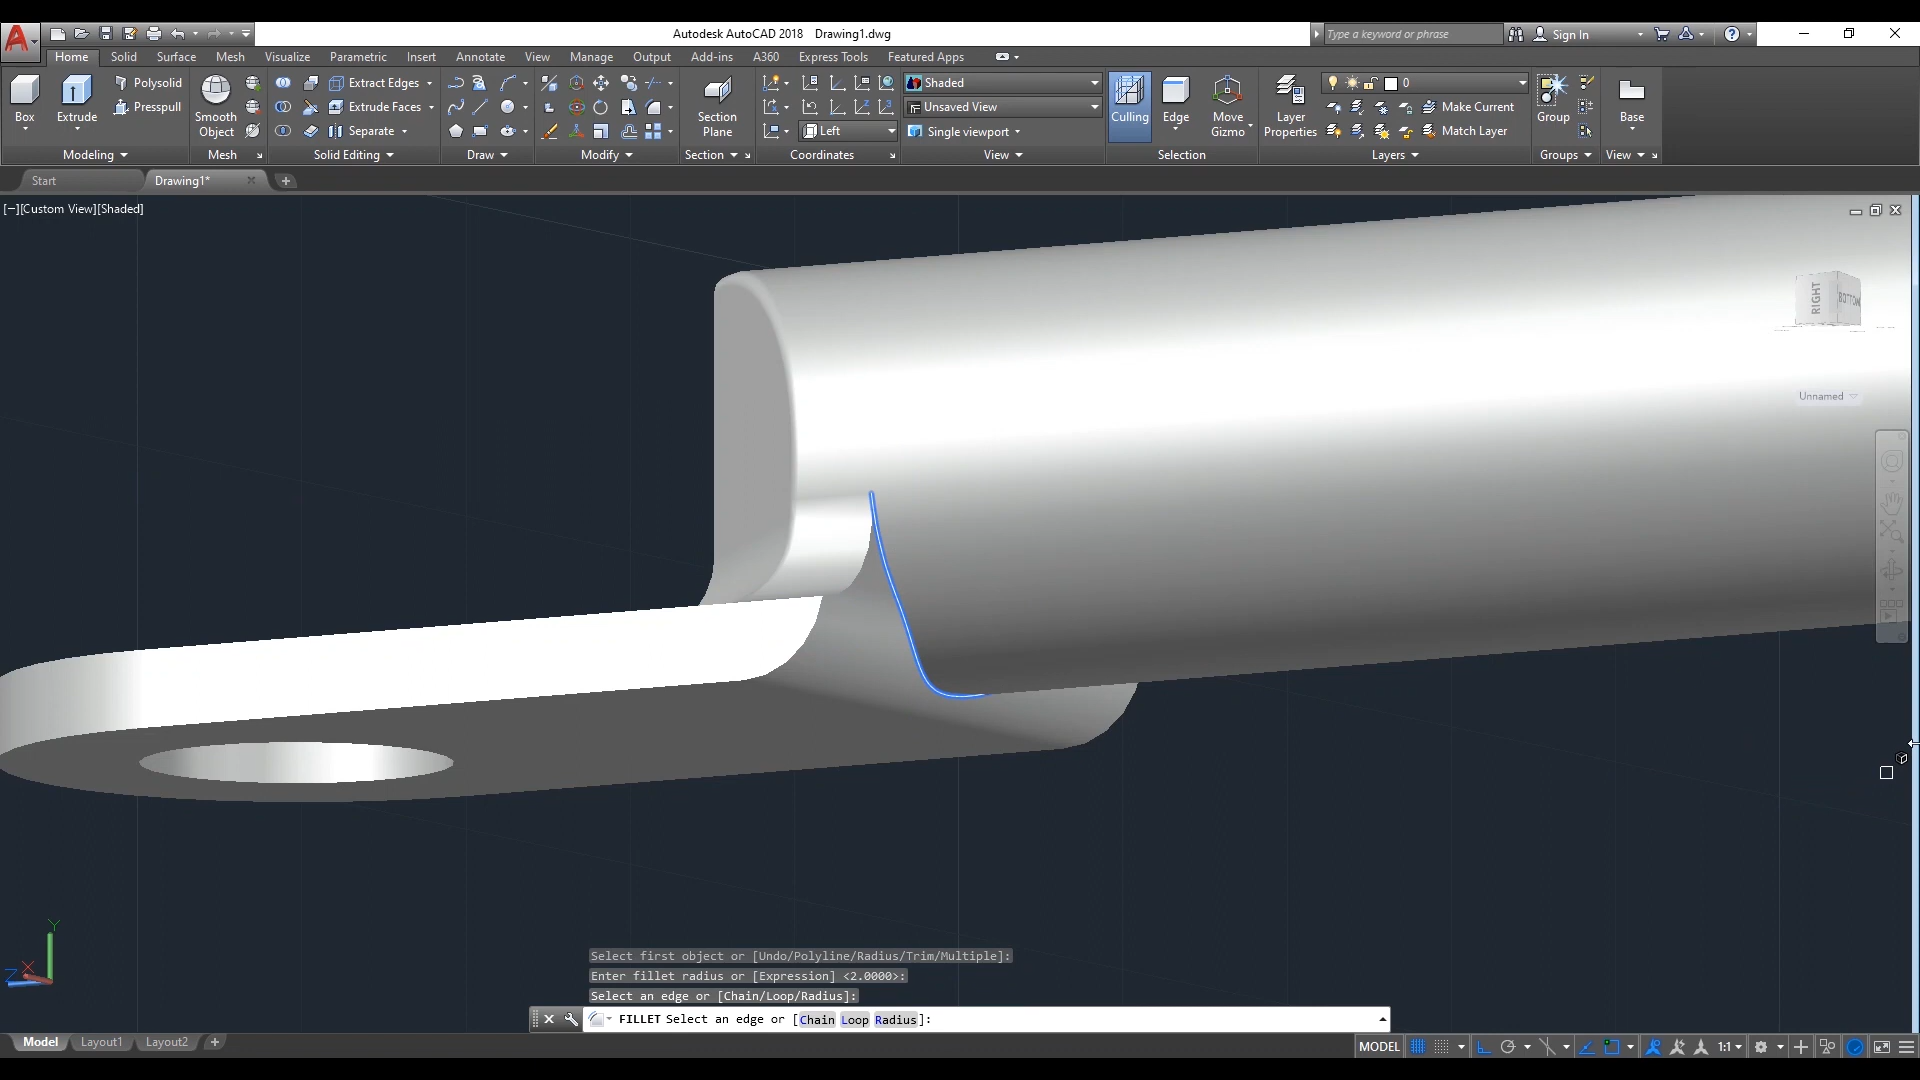 Autodesk AutoCAD 2018 Drawing1.dwg
Type a keyword or phrase
Sign In
Home Solid Surface Mesh Visualize Parametric Insert Annotate View Manage Output Add-ins A360 Express Tools Featured Apps
Box
Extrude
Polysolid
Presspull
Modeling
Smooth
Object
Mesh
Extract Edges
Extrude Faces
Separate
Solid Editing
Draw
Modify
Section
Plane
Section
Left
Coordinates
Shaded
Unsaved View
Single viewport
View
Culling
Edge
Move
Gizmo
Selection
Layer
Properties
0
Make Current
Match Layer
Layers
Group
Groups
Base
View
Start
Drawing1*
[−][Custom View][Shaded]
RIGHT
BOTTOM
Unnamed
Y
X
Z
Select first object or [Undo/Polyline/Radius/Trim/Multiple]:
Enter fillet radius or [Expression] <2.0000>:
Select an edge or [Chain/Loop/Radius]:
FILLET Select an edge or [Chain Loop Radius]:
Model Layout1 Layout2
MODEL
1:1